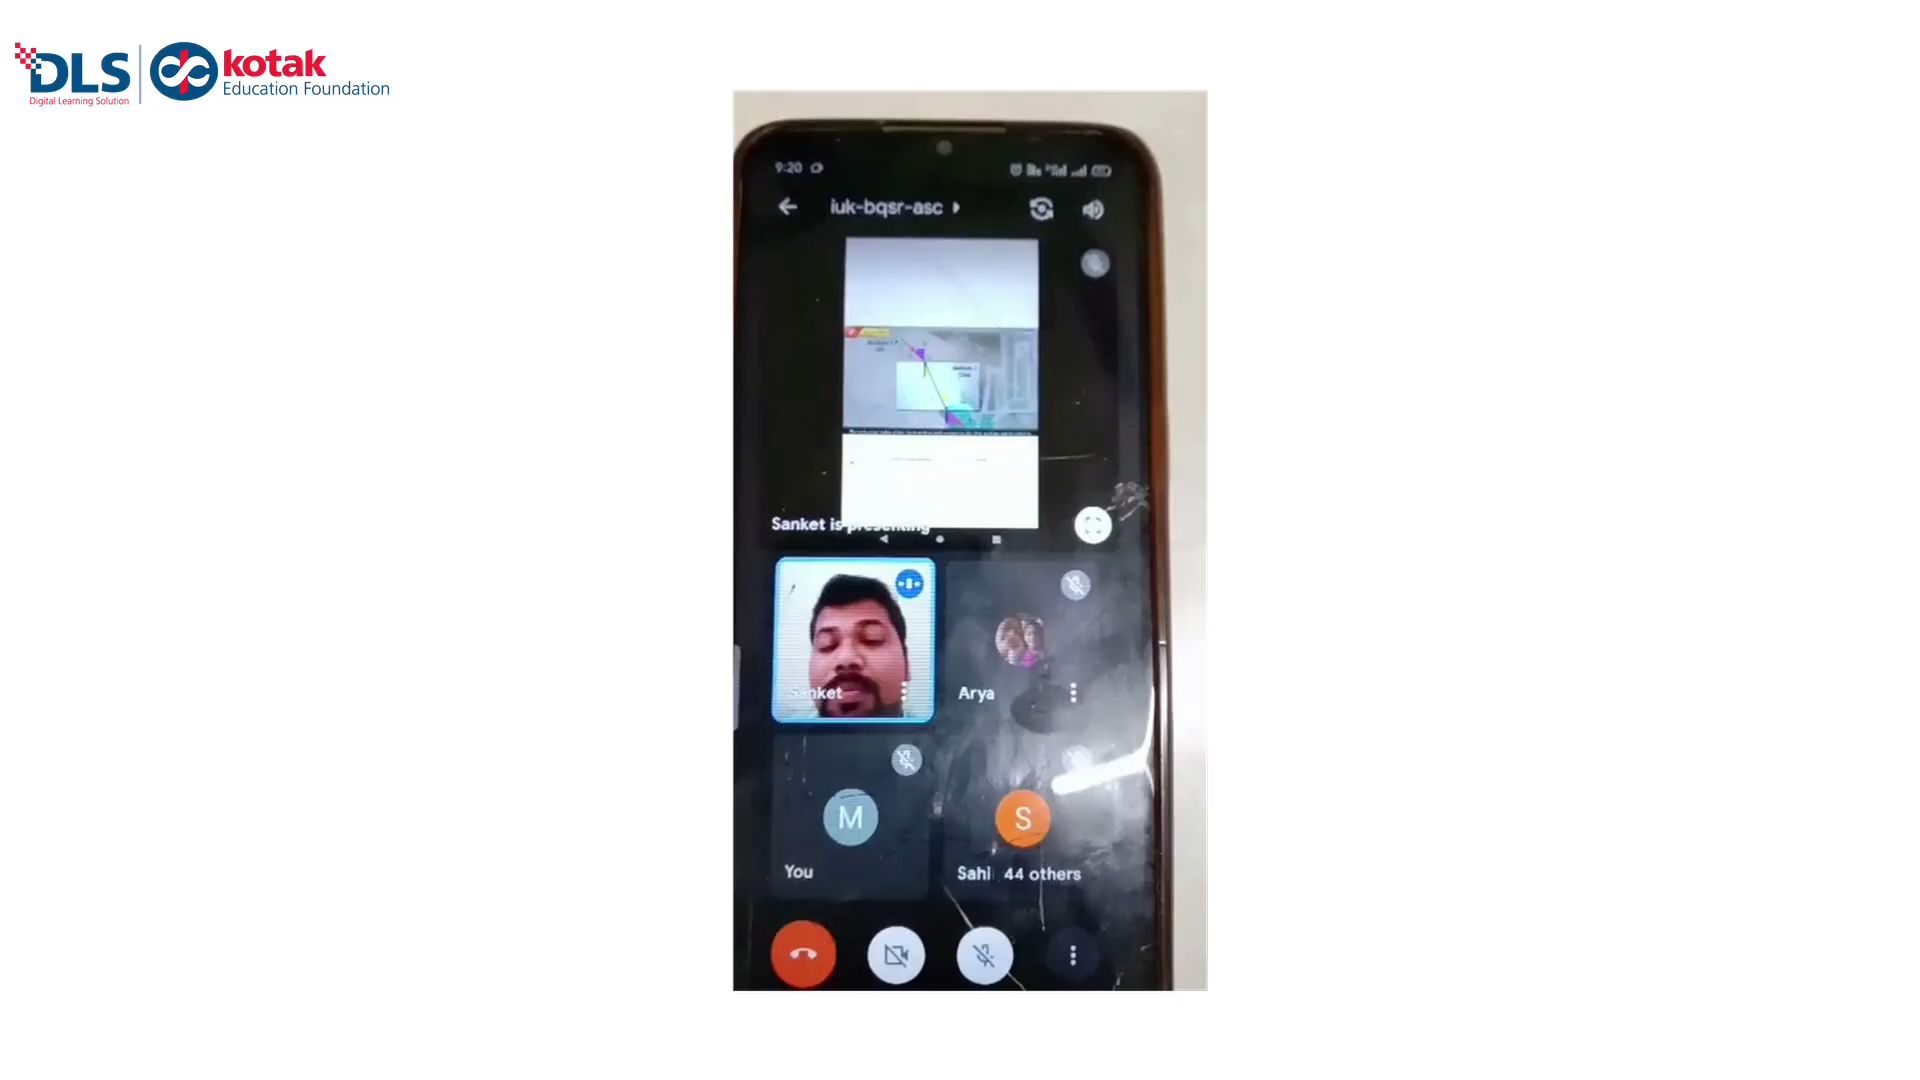 DLS
Digital Learning Solution
kotak
Education Foundation
9:20
iuk-bqsr-asc
Sanket is presenting
Sanket
Arya
M
You
S
Sahi 44 others